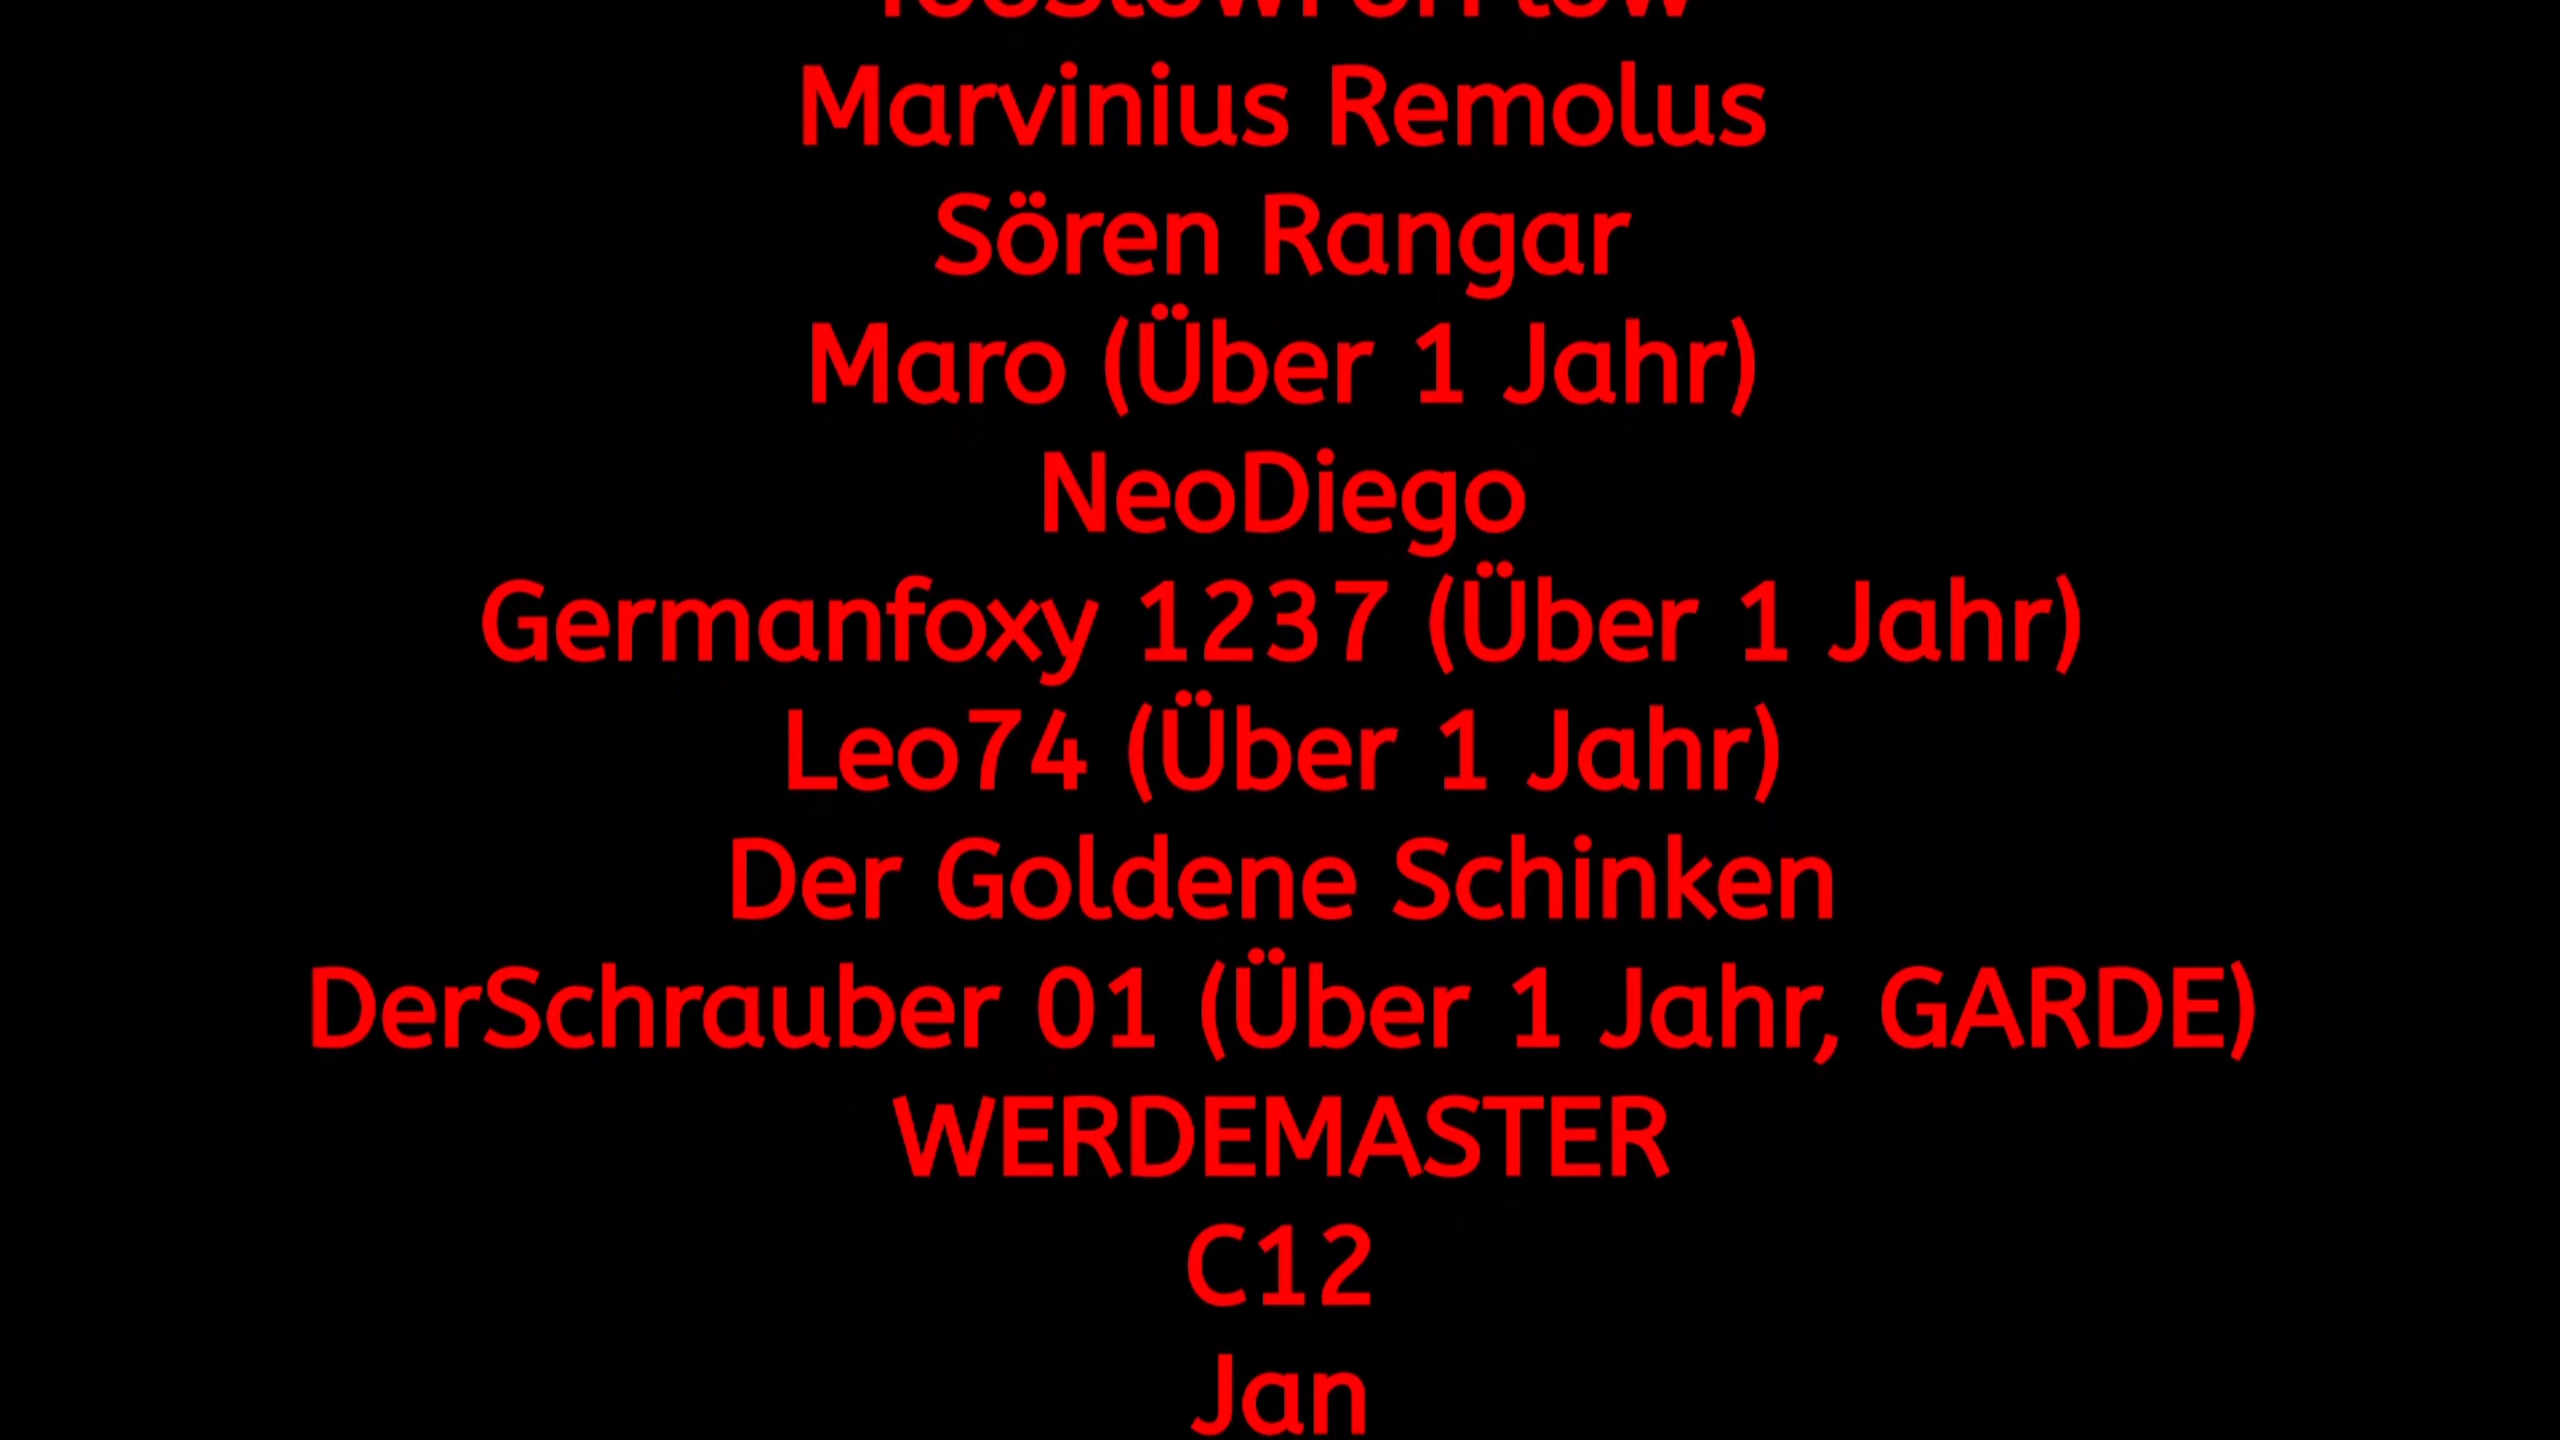 Marvinius Remolus
Sören Rangar
Maro (Über 1 Jahr)
NeoDiego
Germanfoxy 1237 (Über 1 Jahr)
Leo74 (Über 1 Jahr)
Der Goldene Schinken
DerSchrauber 01 (Über 1 Jahr, GARDE)
WERDEMASTER
C12
Jan